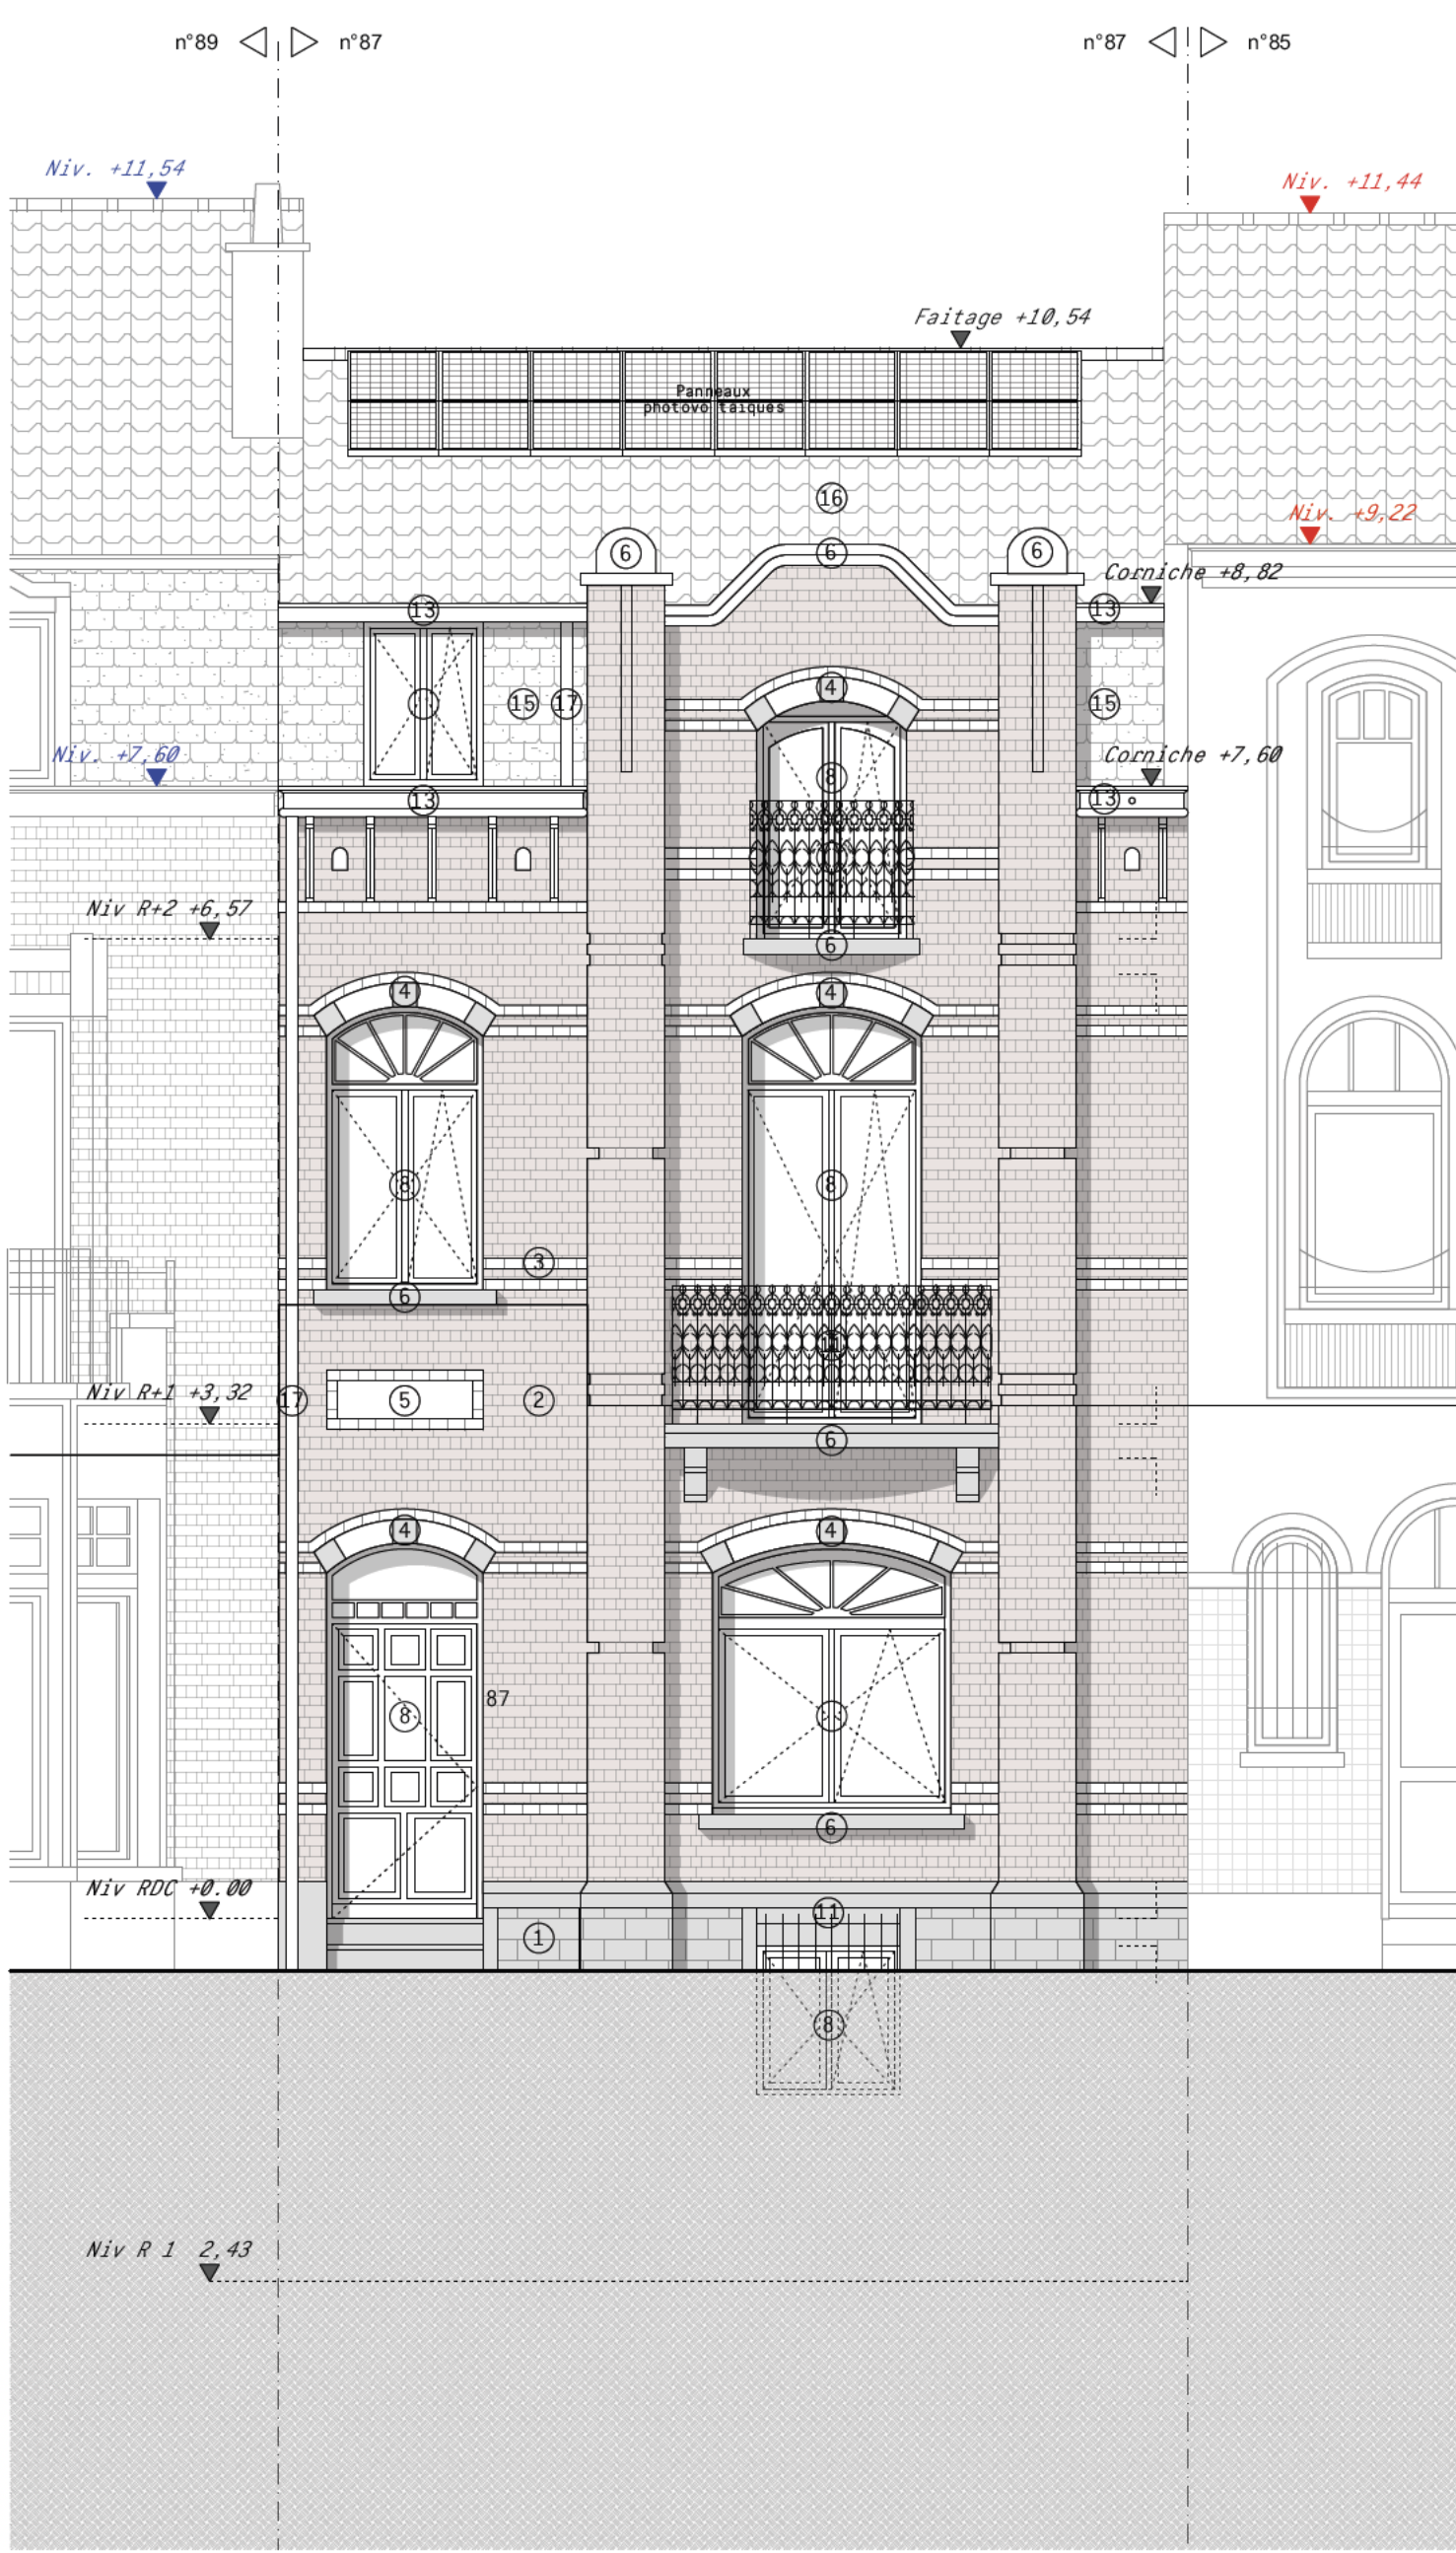 n°89 n°87 n°87 n°85
Niv. +11,54
Niv. +11,44
Faitage +10,54
Panneaux
photovo taiques
16
Niv. +9,22
6 6 6
Corniche +8,82
13 13
4
15 17 15
Niv. +7,60
Corniche +7,60
8
13 13
Niv R+2 +6,57
6
4 4
8 8
3
6
11
Niv R+1 +3,32
17 5 2
6
4 4
87
8
6
Niv RDC +0.00
11
1
8
Niv R 1 2,43